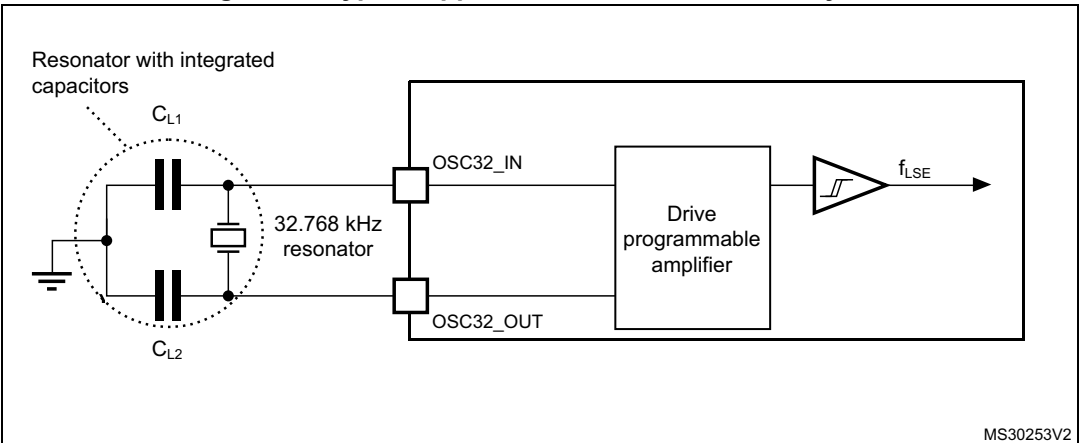 Resonator with integrated
capacitors
CL1
OSC32_IN
fLSE
32.768 kHz
resonator
Drive
programmable
amplifier
OSC32_OUT
CL2
MS30253V2